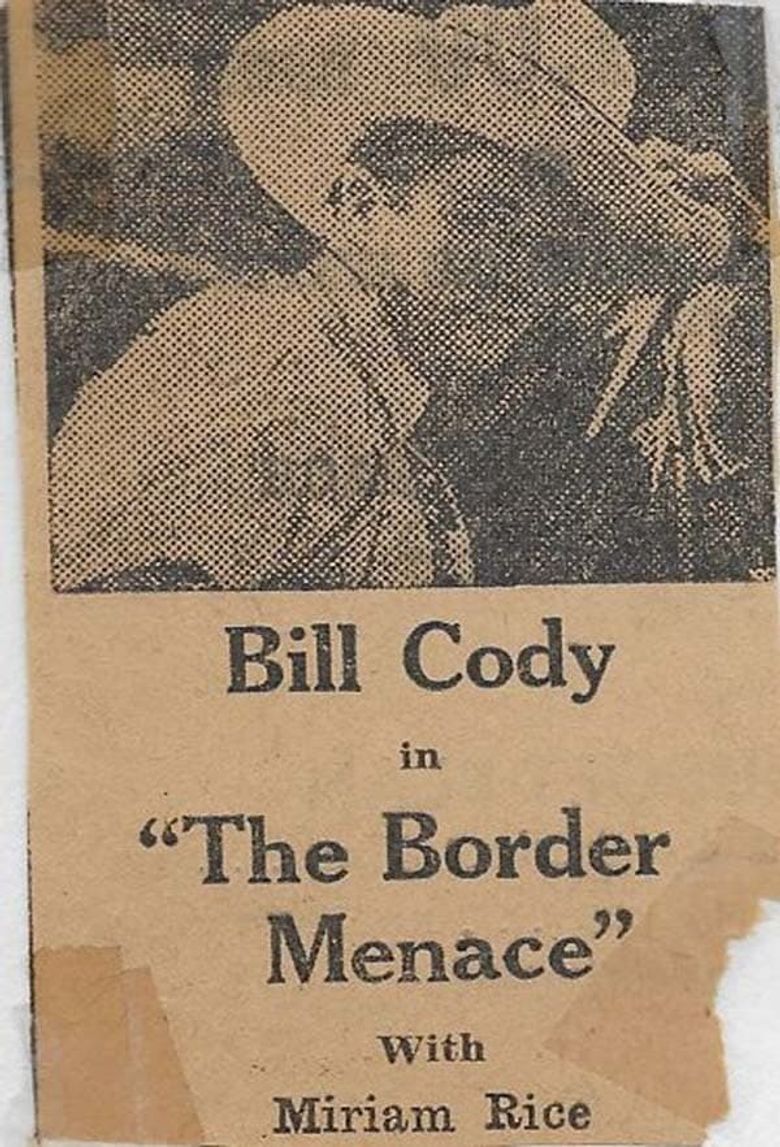 Bill Cody
in
“The Border
Menace”
With
Miriam Rice